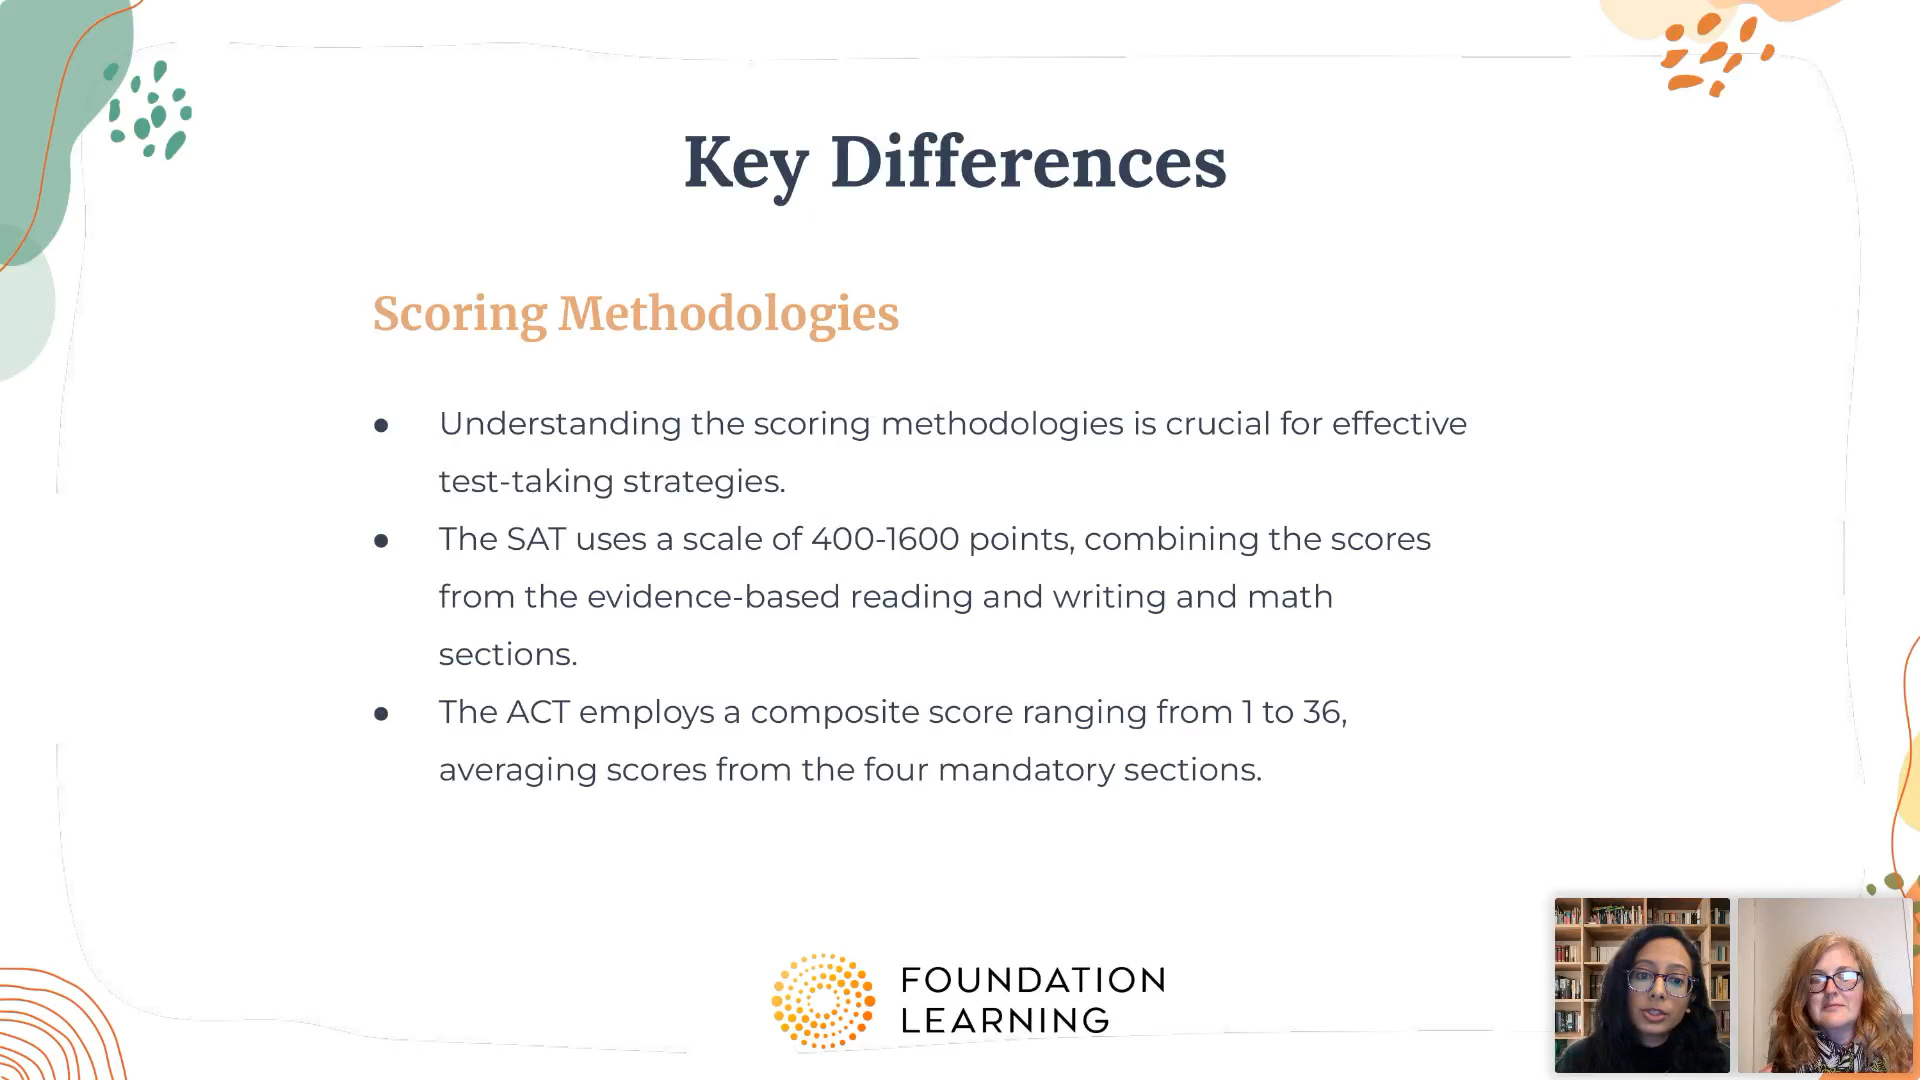 Key Differences
Scoring Methodologies
● Understanding the scoring methodologies is crucial for effective
test-taking strategies.
● The SAT uses a scale of 400-1600 points, combining the scores
from the evidence-based reading and writing and math
sections.
● The ACT employs a composite score ranging from 1 to 36,
averaging scores from the four mandatory sections.
FOUNDATION
LEARNING